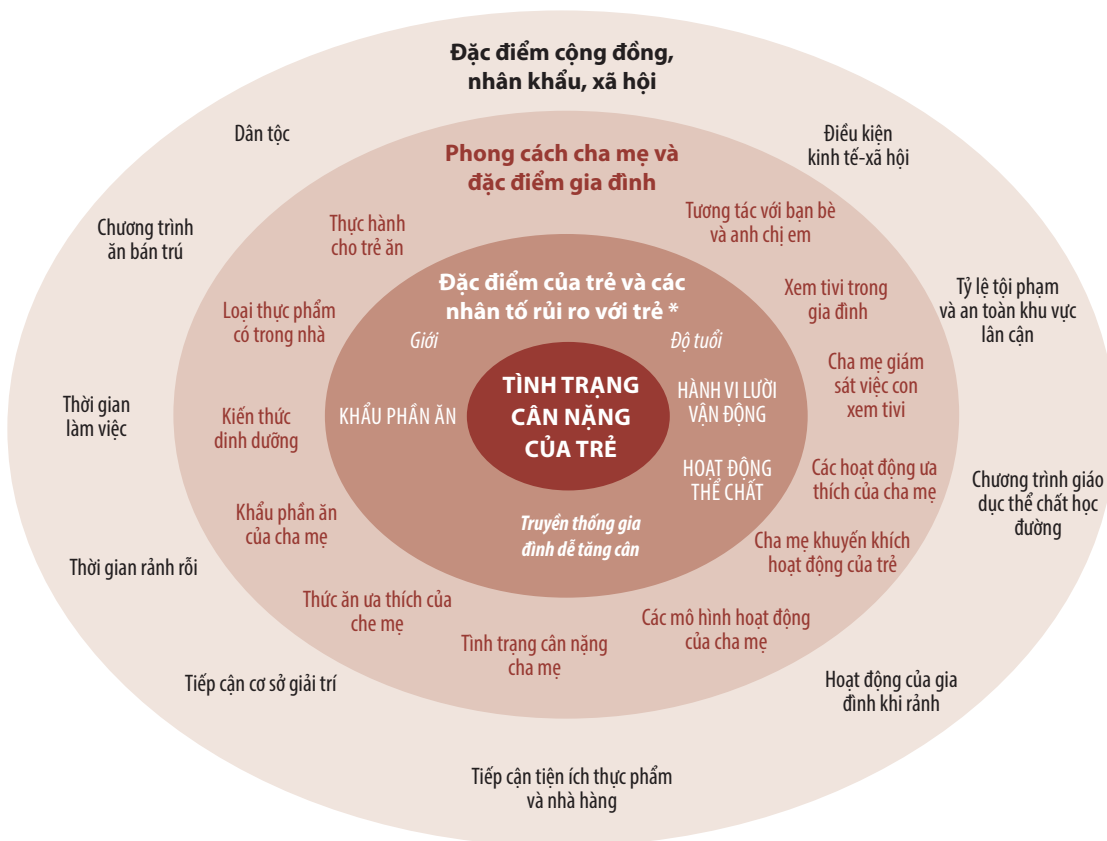 Đặc điểm cộng đồng,
nhân khẩu, xã hội
Dân tộc
Điều kiện
kinh tế-xã hội
Phong cách cha mẹ và
đặc điểm gia đình
Chương trình
ăn bán trú
Thực hành
cho trẻ ăn
Tương tác với bạn bè
và anh chị em
Đặc điểm của trẻ và các
nhân tố rủi ro với trẻ *
Xem tivi trong
gia đình
Tỷ lệ tội phạm
và an toàn khu vực
lân cận
Loại thực phẩm
có trong nhà
Giới
Độ tuổi
TÌNH TRẠNG
CÂN NẶNG
CỦA TRẺ
Cha mẹ giám
sát việc con
xem tivi
Thời gian
làm việc
Kiến thức
dinh dưỡng
KHẨU PHẦN ĂN
HÀNH VI LƯỜI
VẬN ĐỘNG
HOẠT ĐỘNG
THỂ CHẤT
Các hoạt động ưa
thích của cha mẹ
Chương trình giáo
dục thể chất học
đường
Khẩu phần ăn
của cha mẹ
Truyền thống gia
đình dễ tăng cân
Cha mẹ khuyến khích
hoạt động của trẻ
Thời gian rảnh rỗi
Thức ăn ưa thích của
che mẹ
Tình trạng cân nặng
cha mẹ
Các mô hình hoạt động
của cha mẹ
Tiếp cận cơ sở giải trí
Hoạt động của gia
đình khi rảnh
Tiếp cận tiện ích thực phẩm
và nhà hàng